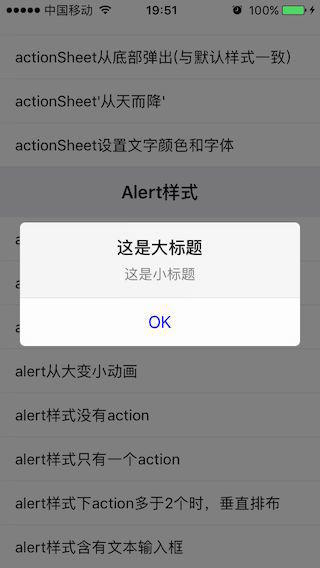 中国移动 19:51 100%
actionSheet从底部弹出(与默认样式一致)
actionSheet'从天而降'
actionSheet设置文字颜色和字体
Alert样式
这是大标题
这是小标题
OK
alert从大变小动画
alert样式没有action
alert样式只有一个action
alert样式下action多于2个时，垂直排布
alert样式含有文本输入框